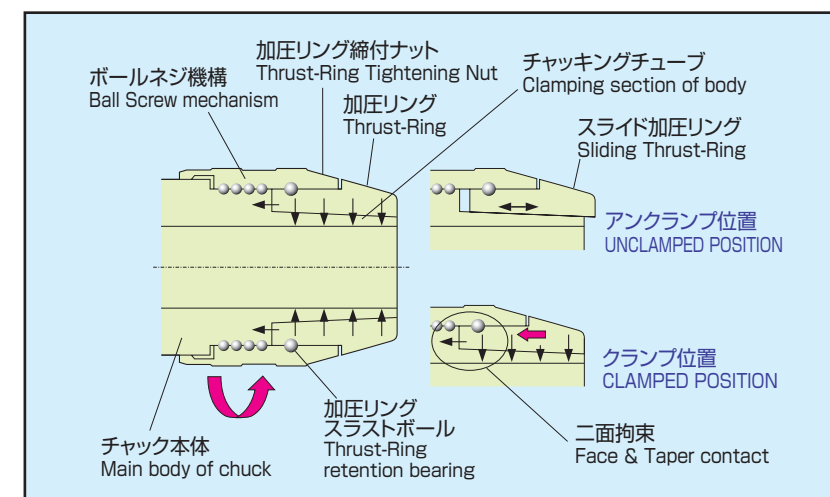 加圧リング締付ナット
Thrust-Ring Tightening Nut
チャッキングチューブ
Clamping section of body
ボールネジ機構
Ball Screw mechanism
加圧リング
Thrust-Ring
スライド加圧リング
Sliding Thrust-Ring
アンクランプ位置
UNCLAMPED POSITION
クランプ位置
CLAMPED POSITION
加圧リング
スラストボール
Thrust-Ring
retention bearing
チャック本体
Main body of chuck
二面拘束
Face & Taper contact